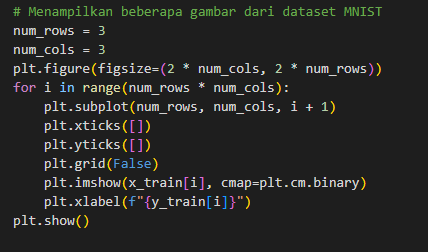 # Menampilkan beberapa gambar dari dataset MNIST
num_rows = 3
num_cols = 3
plt.figure(figsize=(2 * num_cols, 2 * num_rows))
for i in range(num_rows * num_cols):
    plt.subplot(num_rows, num_cols, i + 1)
    plt.xticks([])
    plt.yticks([])
    plt.grid(False)
    plt.imshow(x_train[i], cmap=plt.cm.binary)
    plt.xlabel(f"{y_train[i]}")
plt.show()